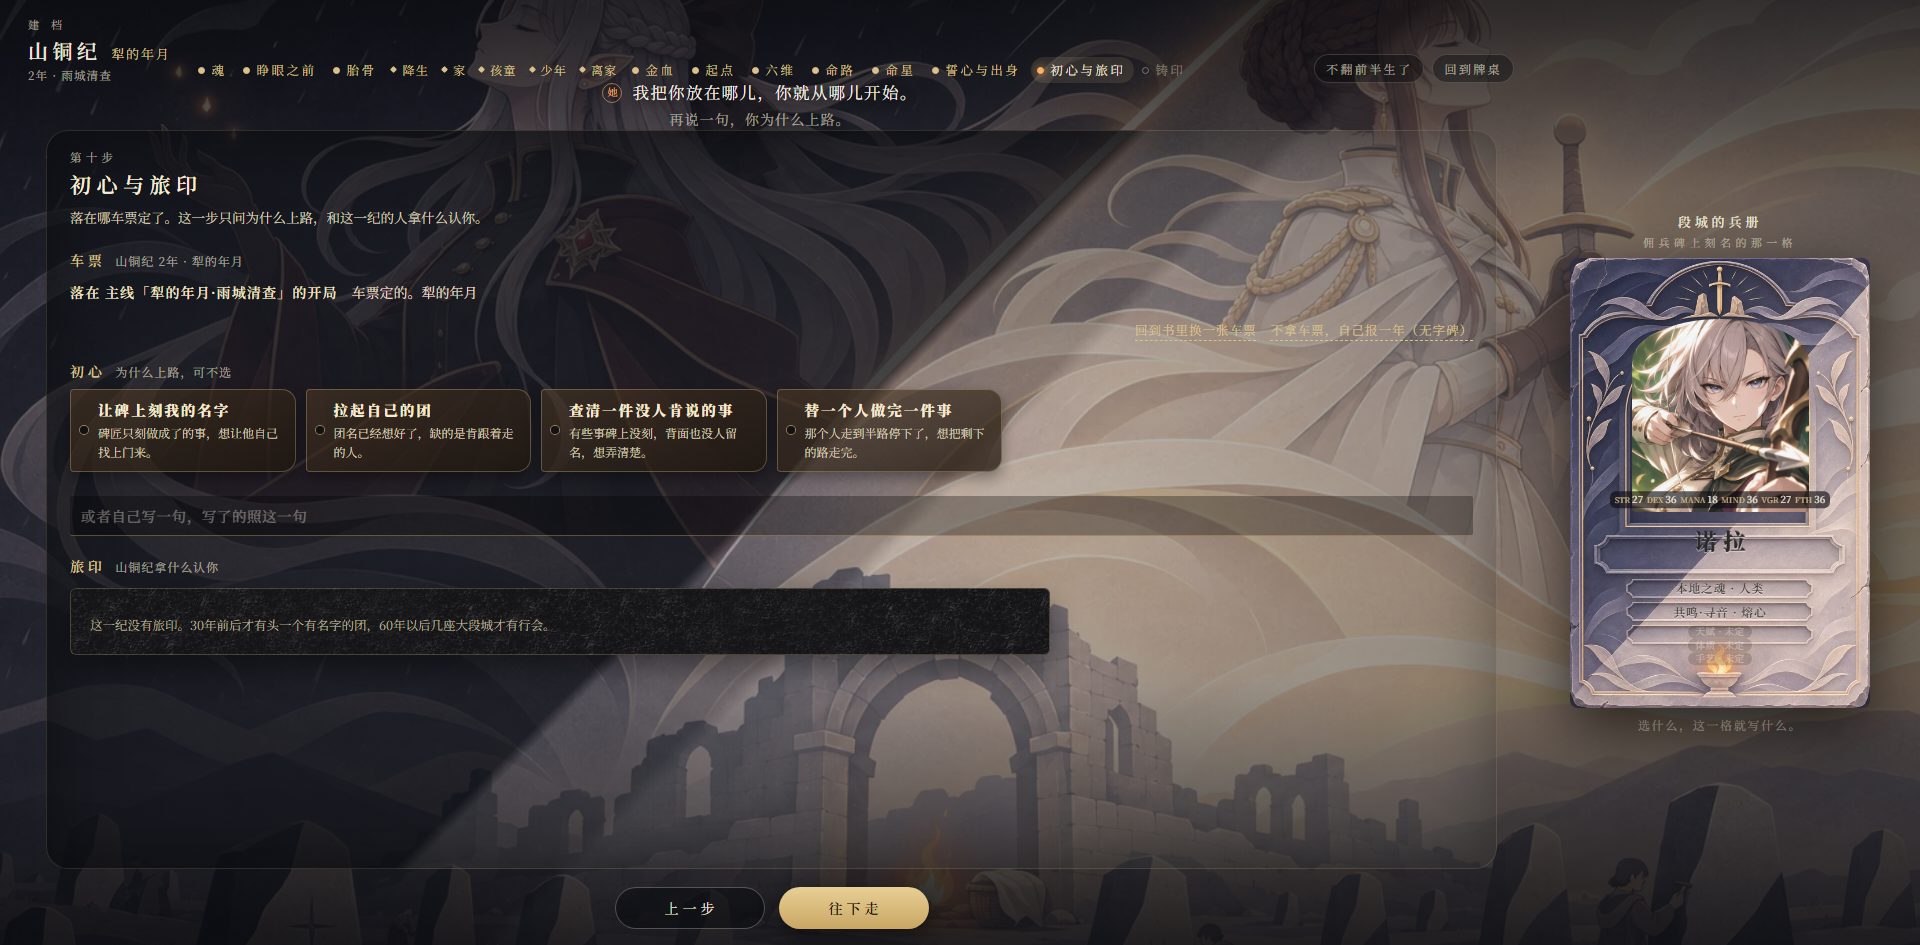 建 档
山铜纪 犁的年月
2年 · 雨城清查
魂 睁眼之前 胎骨 降生 家 孩童 少年 离家 金血 起点 六维 命路 命星 誓心与出身 初心与旅印 铸印
不翻前半生了 回到牌桌
她 我把你放在哪儿，你就从哪儿开始。
再说一句，你为什么上路。
第十步
初心与旅印
落在哪车票定了。这一步只问为什么上路，和这一纪的人拿什么认你。
车票 山铜纪 2年 · 犁的年月
落在 主线「犁的年月·雨城清查」的开局 车票定的。犁的年月
回到书里换一张车票 不拿车票，自己报一年（无字碑）
初心 为什么上路，可不选
让碑上刻我的名字
碑匠只刻做成了的事，想让他自己
找上门来。
拉起自己的团
团名已经想好了，缺的是肯跟着走
的人。
查清一件没人肯说的事
有些事碑上没刻，背面也没人留
名，想弄清楚。
替一个人做完一件事
那个人走到半路停下了，想把剩下
的路走完。
或者自己写一句，写了的照这一句
旅印 山铜纪拿什么认你
这一纪没有旅印。30年前后才有头一个有名字的团，60年以后几座大段城才有行会。
上一步 往下走
段城的兵册
佣兵碑上刻名的那一格
STR 27 DEX 36 MANA 18 MIND 36 VGR 27 FTH 36
诺拉
本地之魂 · 人类
共鸣·寻音 · 熔心
天赋 · 未定
体质 · 未定
手艺 · 未定
选什么，这一格就写什么。